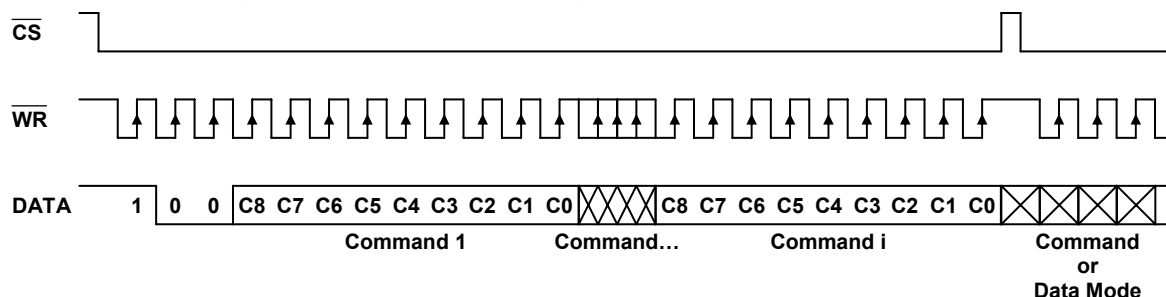 CS
WR
DATA 1 0 0 C8 C7 C6 C5 C4 C3 C2 C1 C0 C8 C7 C6 C5 C4 C3 C2 C1 C0
Command 1 Command… Command i Command
or
Data Mode